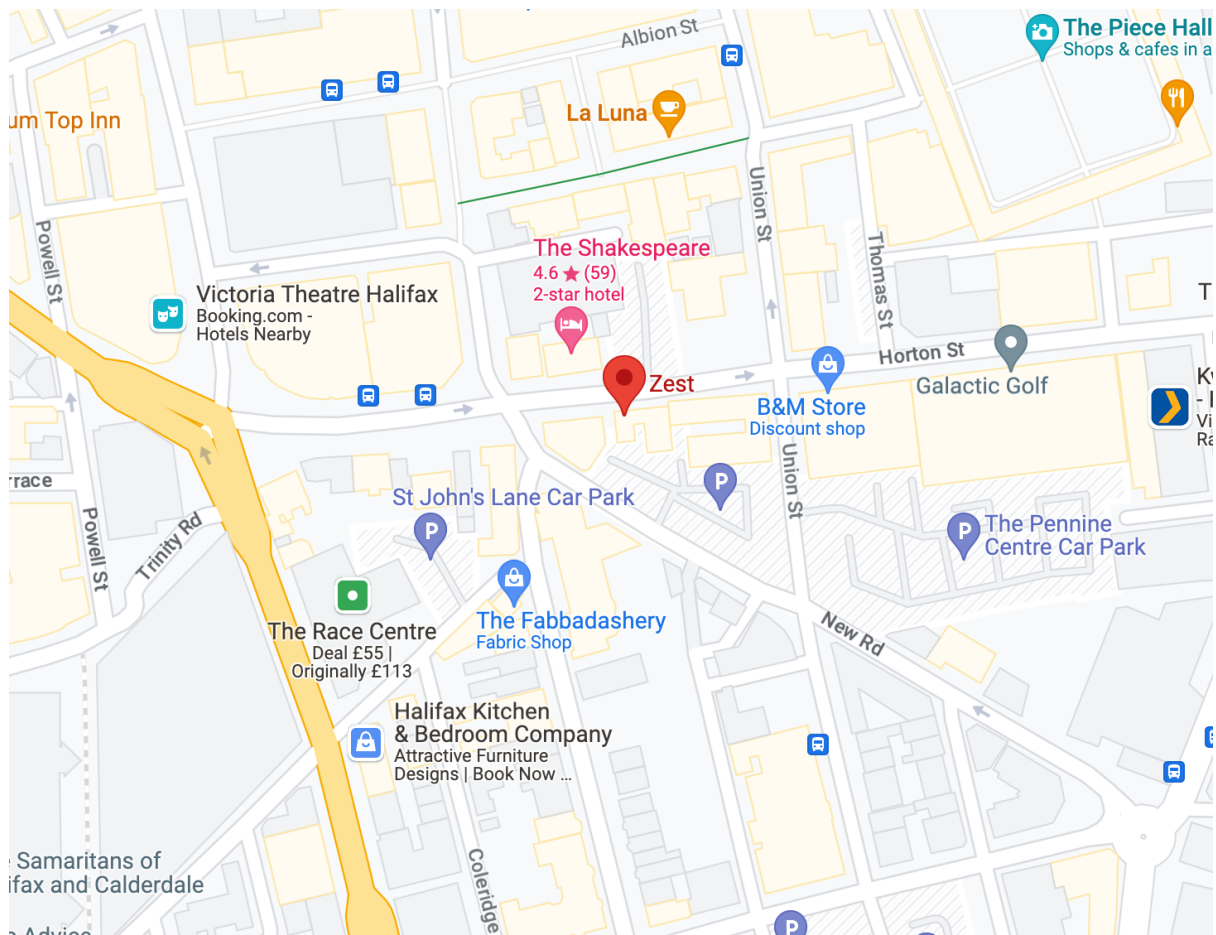 Albion St
The Piece Hall
Shops & cafes in a
La Luna
um Top Inn
Union St
Powell St
Thomas St
The Shakespeare
4.6 ★ (59)
2-star hotel
Victoria Theatre Halifax
Booking.com -
Hotels Nearby
T
Horton St
Zest
Galactic Golf
B&M Store
Discount shop
Union St
rrace
St John's Lane Car Park
P
P
P
The Pennine
Centre Car Park
Powell St
Trinity Rd
The Race Centre
Deal £55 |
Originally £113
The Fabbadashery
Fabric Shop
New Rd
Halifax Kitchen
& Bedroom Company
Attractive Furniture
Designs | Book Now ...
Samaritans of
ifax and Calderdale
Coleridge
Advice
P